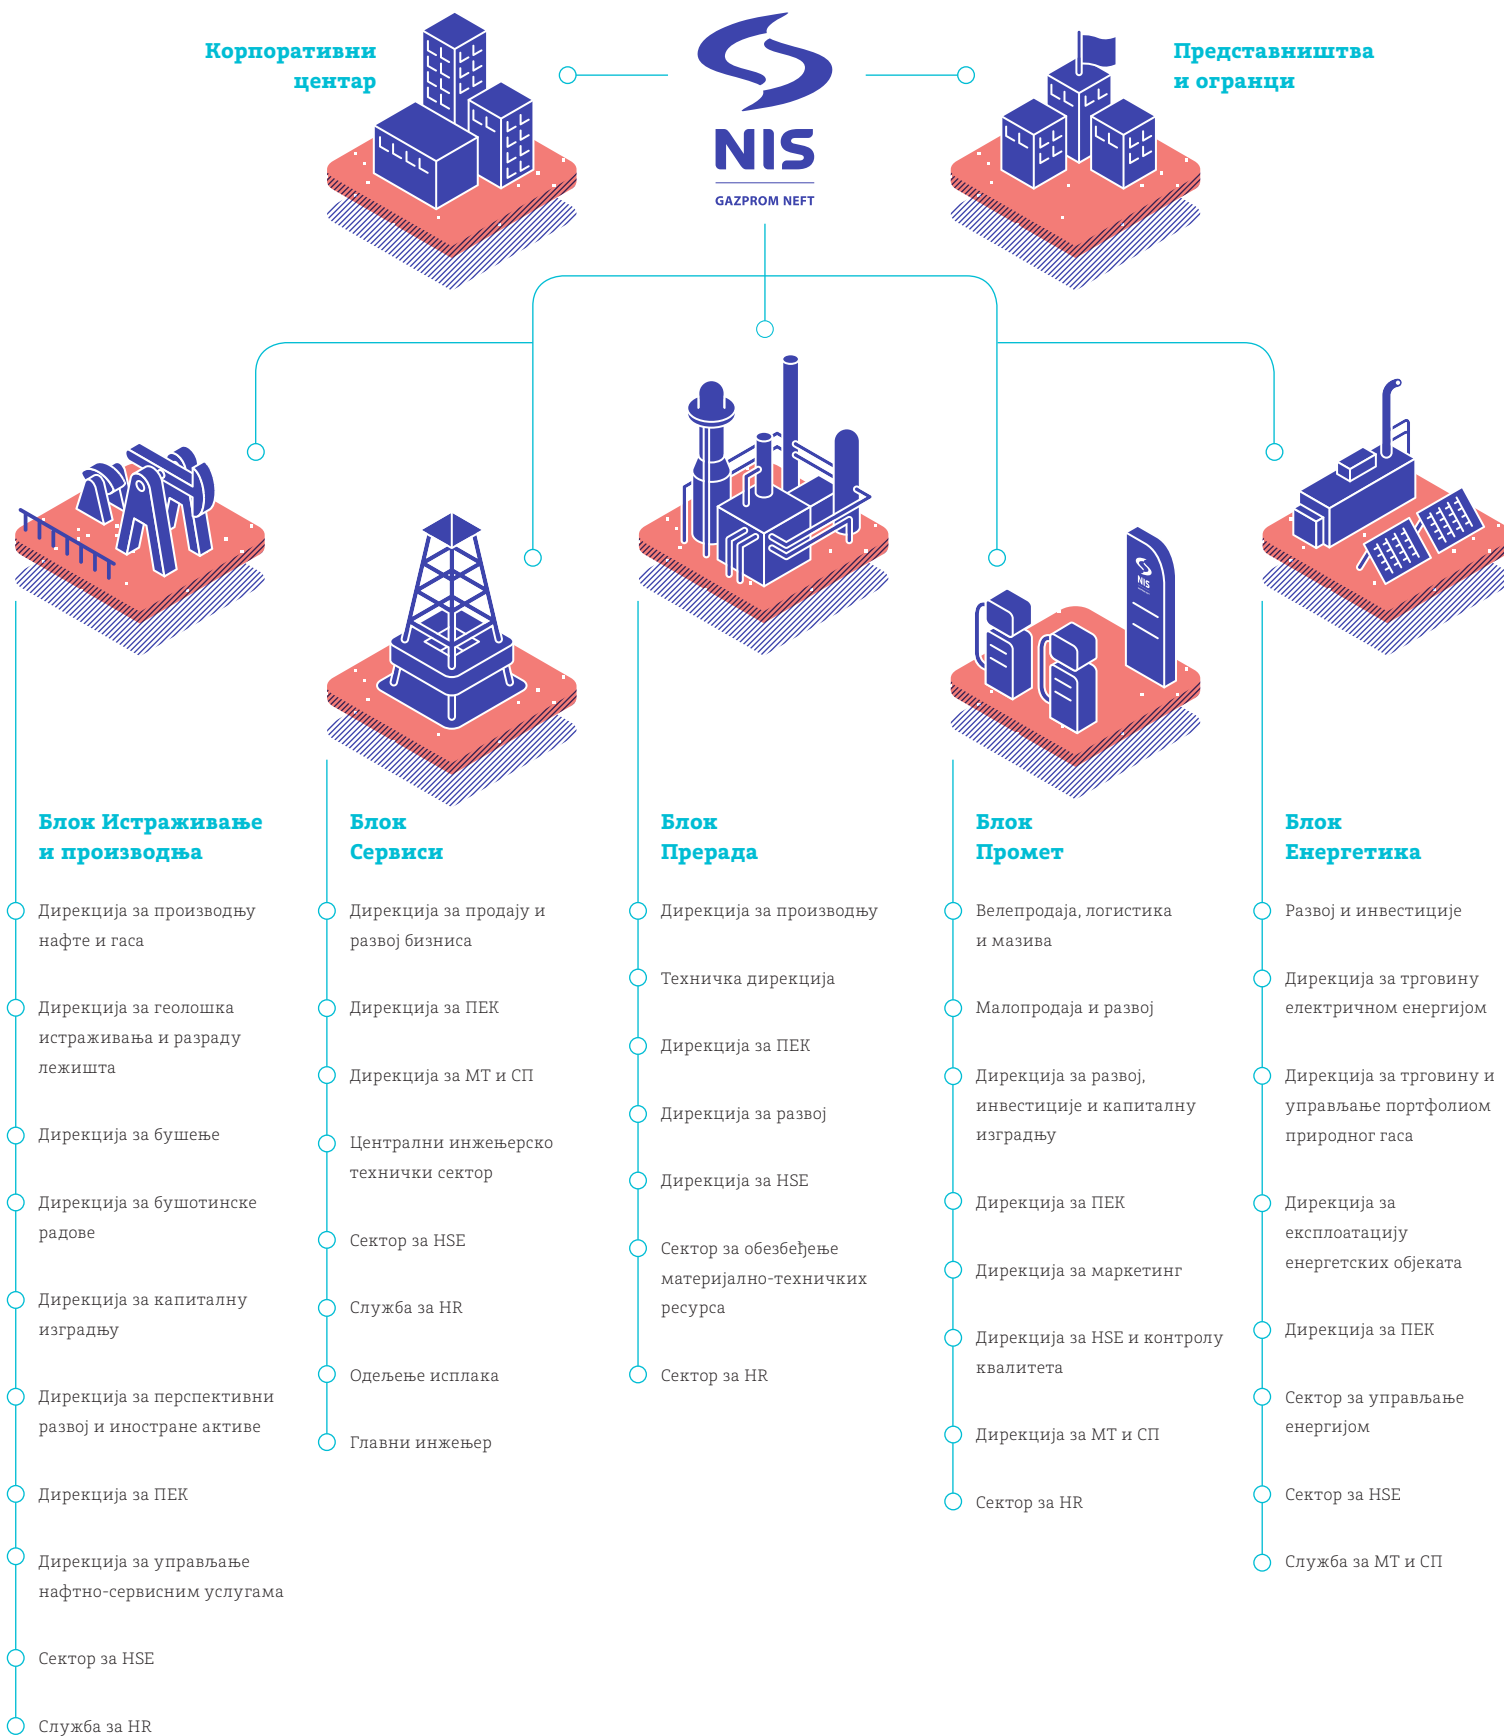 Корпоративни
центар
NIS
GAZPROM NEFT
Представништва
и огранци
NIS
Блок Истраживање
и производња
Дирекција за производњу
нафте и гаса
Дирекција за геолошка
истраживања и разраду
лежишта
Дирекција за бушење
Дирекција за бушотинске
радове
Дирекција за капиталну
изградњу
Дирекција за перспективни
развој и иностране активе
Дирекција за ПЕК
Дирекција за управљање
нафтно-сервисним услугама
Сектор за HSE
Служба за HR
Блок
Сервиси
Дирекција за продају и
развој бизниса
Дирекција за ПЕК
Дирекција за МТ и СП
Централни инжењерско
технички сектор
Сектор за HSE
Служба за HR
Одељење исплака
Главни инжењер
Блок
Прерада
Дирекција за производњу
Техничка дирекција
Дирекција за ПЕК
Дирекција за развој
Дирекција за HSE
Сектор за обезбеђење
материјално-техничких
ресурса
Сектор за HR
Блок
Промет
Велепродаја, логистика
и мазива
Малопродаја и развој
Дирекција за развој,
инвестиције и капиталну
изградњу
Дирекција за ПЕК
Дирекција за маркетинг
Дирекција за HSE и контролу
квалитета
Дирекција за МТ и СП
Сектор за HR
Блок
Енергетика
Развој и инвестиције
Дирекција за трговину
електричном енергијом
Дирекција за трговину и
управљање портфолиом
природног гаса
Дирекција за
експлоатацију
енергетских објеката
Дирекција за ПЕК
Сектор за управљање
енергијом
Сектор за HSE
Служба за МТ и СП